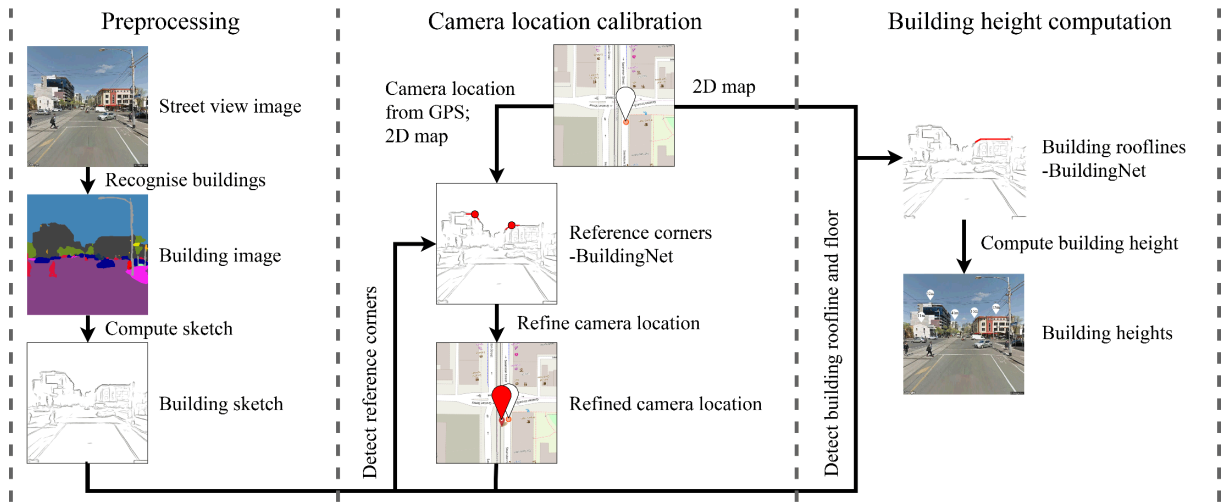 Preprocessing
Street view image
Recognise buildings
Building image
Compute sketch
Building sketch
Camera location calibration
Camera location
from GPS;
2D map
2D map
Reference corners
-BuildingNet
Detect reference corners
Refine camera location
Refined camera location
Building height computation
Detect building roofline and floor
Building rooflines
-BuildingNet
Compute building height
Building heights